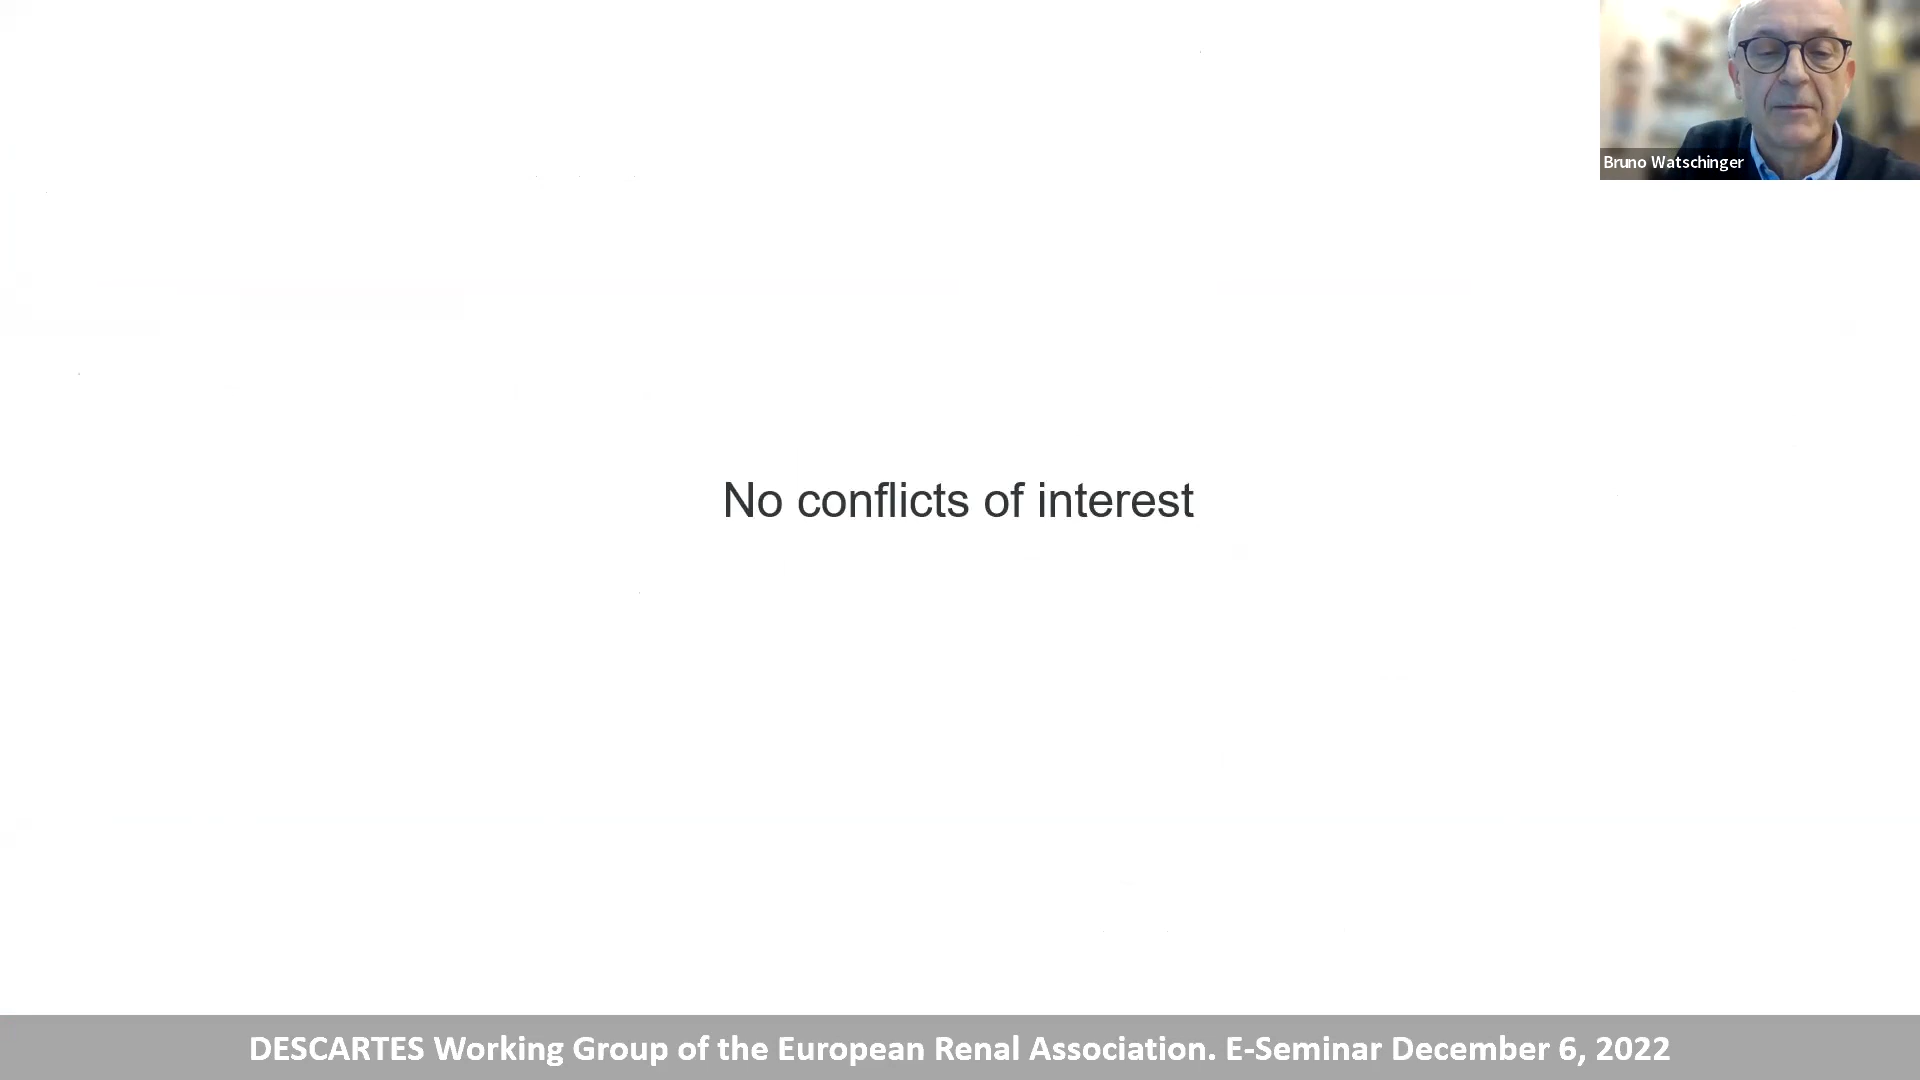 Bruno Watschinger
No conflicts of interest
DESCARTES Working Group of the European Renal Association. E-Seminar December 6, 2022